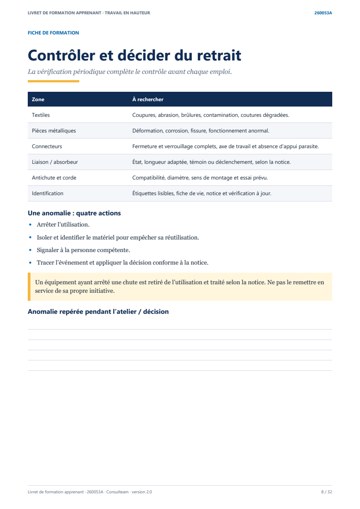 LIVRET DE FORMATION APPRENANT · TRAVAIL EN HAUTEUR
260953A
FICHE DE FORMATION
Contrôler et décider du retrait
La vérification périodique complète le contrôle avant chaque emploi.
Zone
À rechercher
Textiles
Coupures, abrasion, brûlures, contamination, coutures dégradées.
Pièces métalliques
Déformation, corrosion, fissure, fonctionnement anormal.
Connecteurs
Fermeture et verrouillage complets, axe de travail et absence d'appui parasite.
Liaison / absorbeur
État, longueur adaptée, témoin ou déclenchement, selon la notice.
Antichute et corde
Compatibilité, diamètre, sens de montage et essai prévu.
Identification
Étiquettes lisibles, fiche de vie, notice et vérification à jour.
Une anomalie : quatre actions
• Arrêter l'utilisation.
• Isoler et identifier le matériel pour empêcher sa réutilisation.
• Signaler à la personne compétente.
• Tracer l'événement et appliquer la décision conforme à la notice.
Un équipement ayant arrêté une chute est retiré de l'utilisation et traité selon la notice. Ne pas le remettre en
service de sa propre initiative.
Anomalie repérée pendant l'atelier / décision
Livret de formation apprenant · 260953A · Consulteam · version 2.0